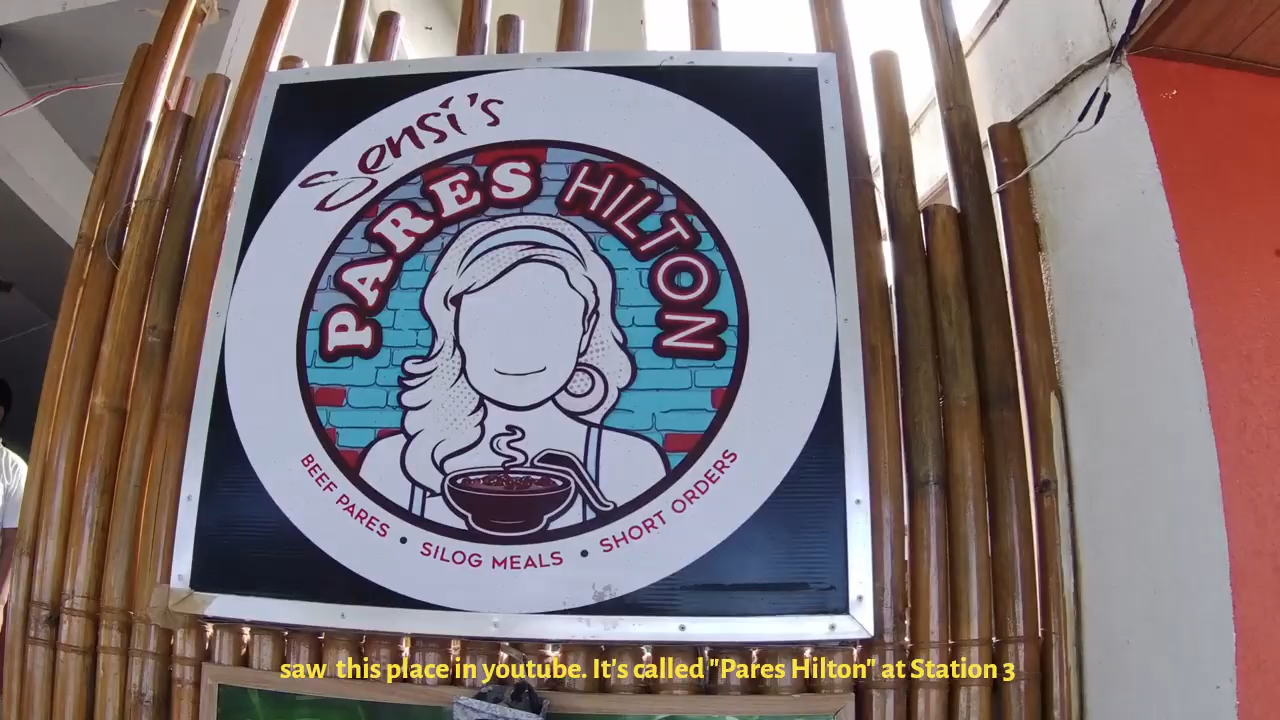 Sensi's
PARES HILTON
BEEF PARES • SILOG MEALS • SHORT ORDERS
saw this place in youtube. It's called "Pares Hilton" at Station 3